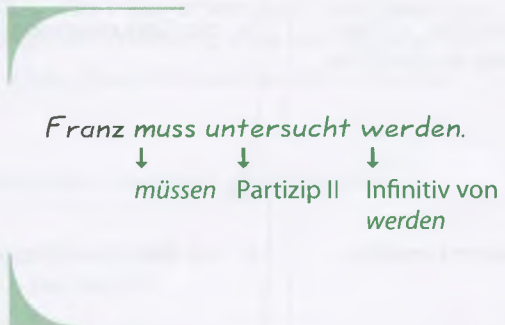 Franz muss untersucht werden.
↓ ↓ ↓
müssen Partizip II Infinitiv von
werden